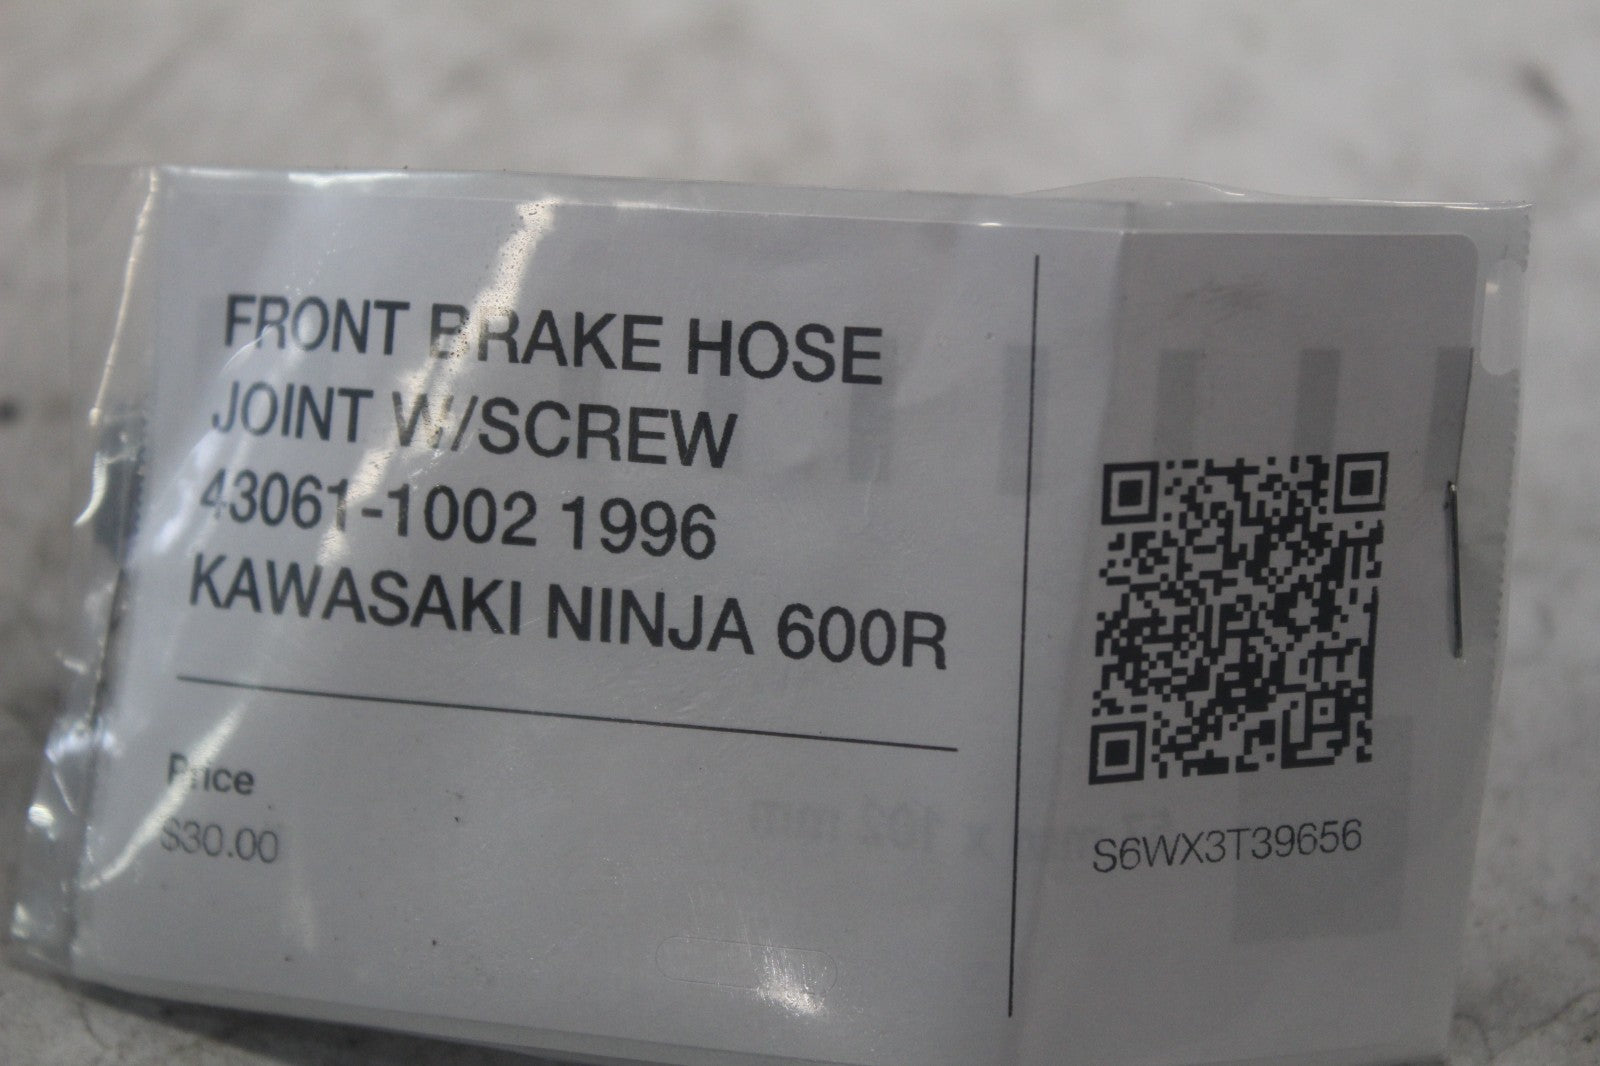 FRONT BRAKE HOSE
JOINT W/SCREW
43061-1002 1996
KAWASAKI NINJA 600R
Price
$30.00
S6WX3T39656